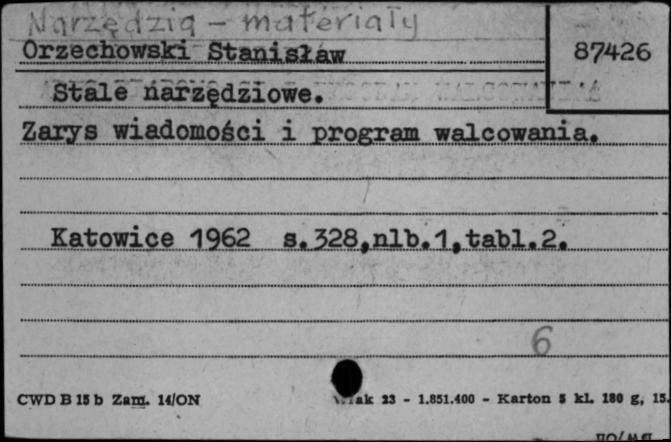 Narzędzia - materiały
Orzechowski Stanisław
87426
Stale narzędziowe.
Zarys wiadomości i program walcowania.
Katowice 1962 s.328,nlb.1,tabl.2.
6
CWD B 15 b Zam. 14/ON
23 - 1.851.400 - Karton 5 kl. 180 g, 15.